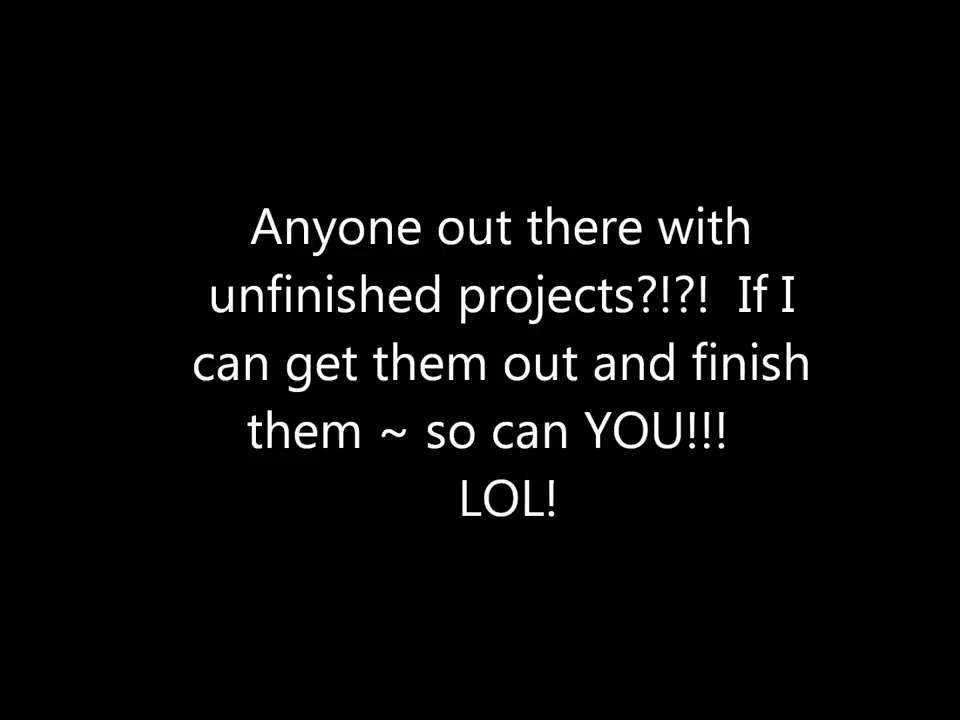 Anyone out there with
unfinished projects?!?!  If I
can get them out and finish
them ~ so can YOU!!!
LOL!